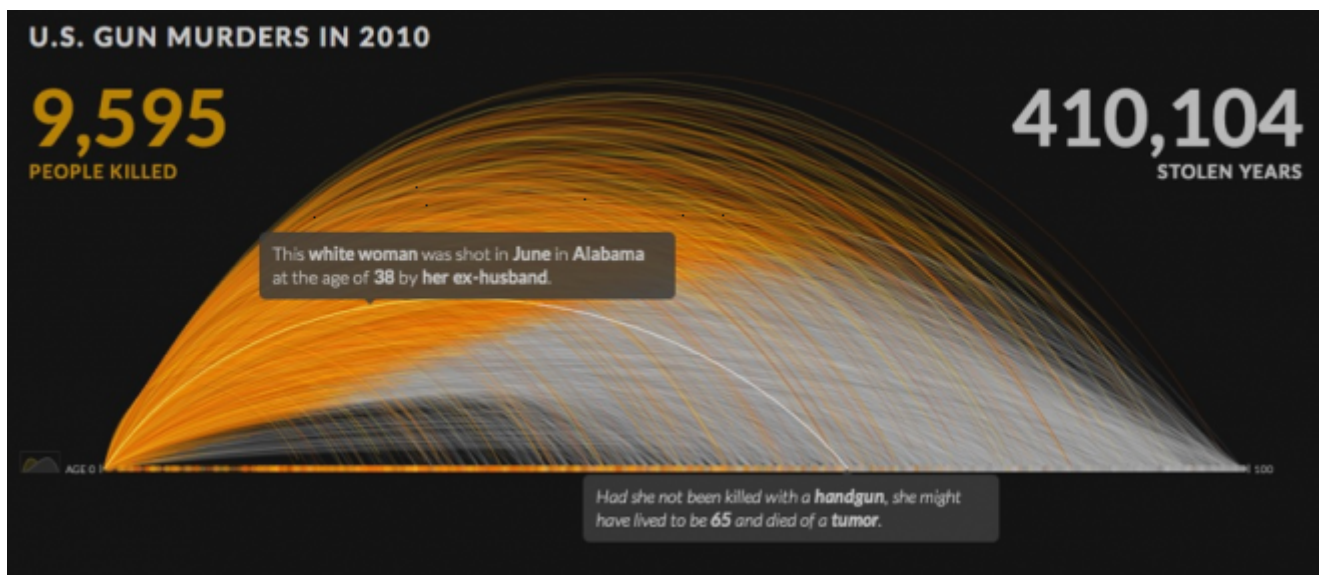 U.S. GUN MURDERS IN 2010
9,595
PEOPLE KILLED
410,104
STOLEN YEARS
This white woman was shot in June in Alabama
at the age of 38 by her ex-husband.
AGE 0
100
Had she not been killed with a handgun, she might
have lived to be 65 and died of a tumor.